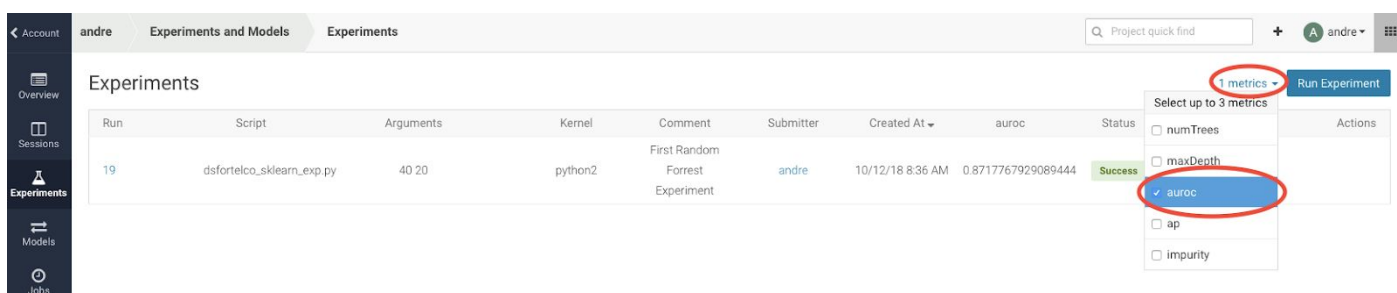 Account
andre
Experiments and Models
Experiments
Project quick find
+
A
andre
Overview
Sessions
Experiments
Models
Jobs
Experiments
1 metrics
Run Experiment
Select up to 3 metrics
numTrees
maxDepth
auroc
ap
impurity
Run
Script
Arguments
Kernel
Comment
Submitter
Created At
auroc
Status
Actions
19
dsfortelco_sklearn_exp.py
40 20
python2
First Random
Forrest
Experiment
andre
10/12/18 8:36 AM
0.8717767929089444
Success